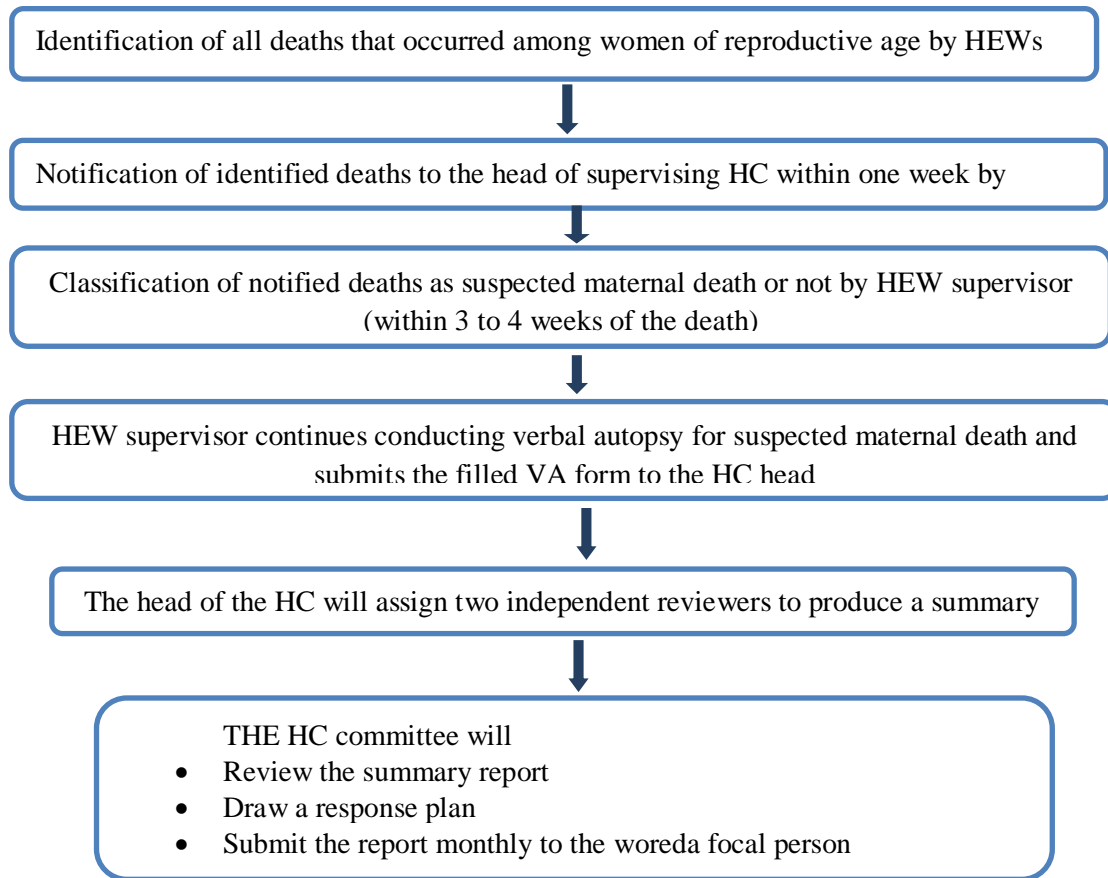 Identification of all deaths that occurred among women of reproductive age by HEWs
Notification of identified deaths to the head of supervising HC within one week by
Classification of notified deaths as suspected maternal death or not by HEW supervisor
(within 3 to 4 weeks of the death)
HEW supervisor continues conducting verbal autopsy for suspected maternal death and
submits the filled VA form to the HC head
The head of the HC will assign two independent reviewers to produce a summary
THE HC committee will
• Review the summary report
• Draw a response plan
• Submit the report monthly to the woreda focal person